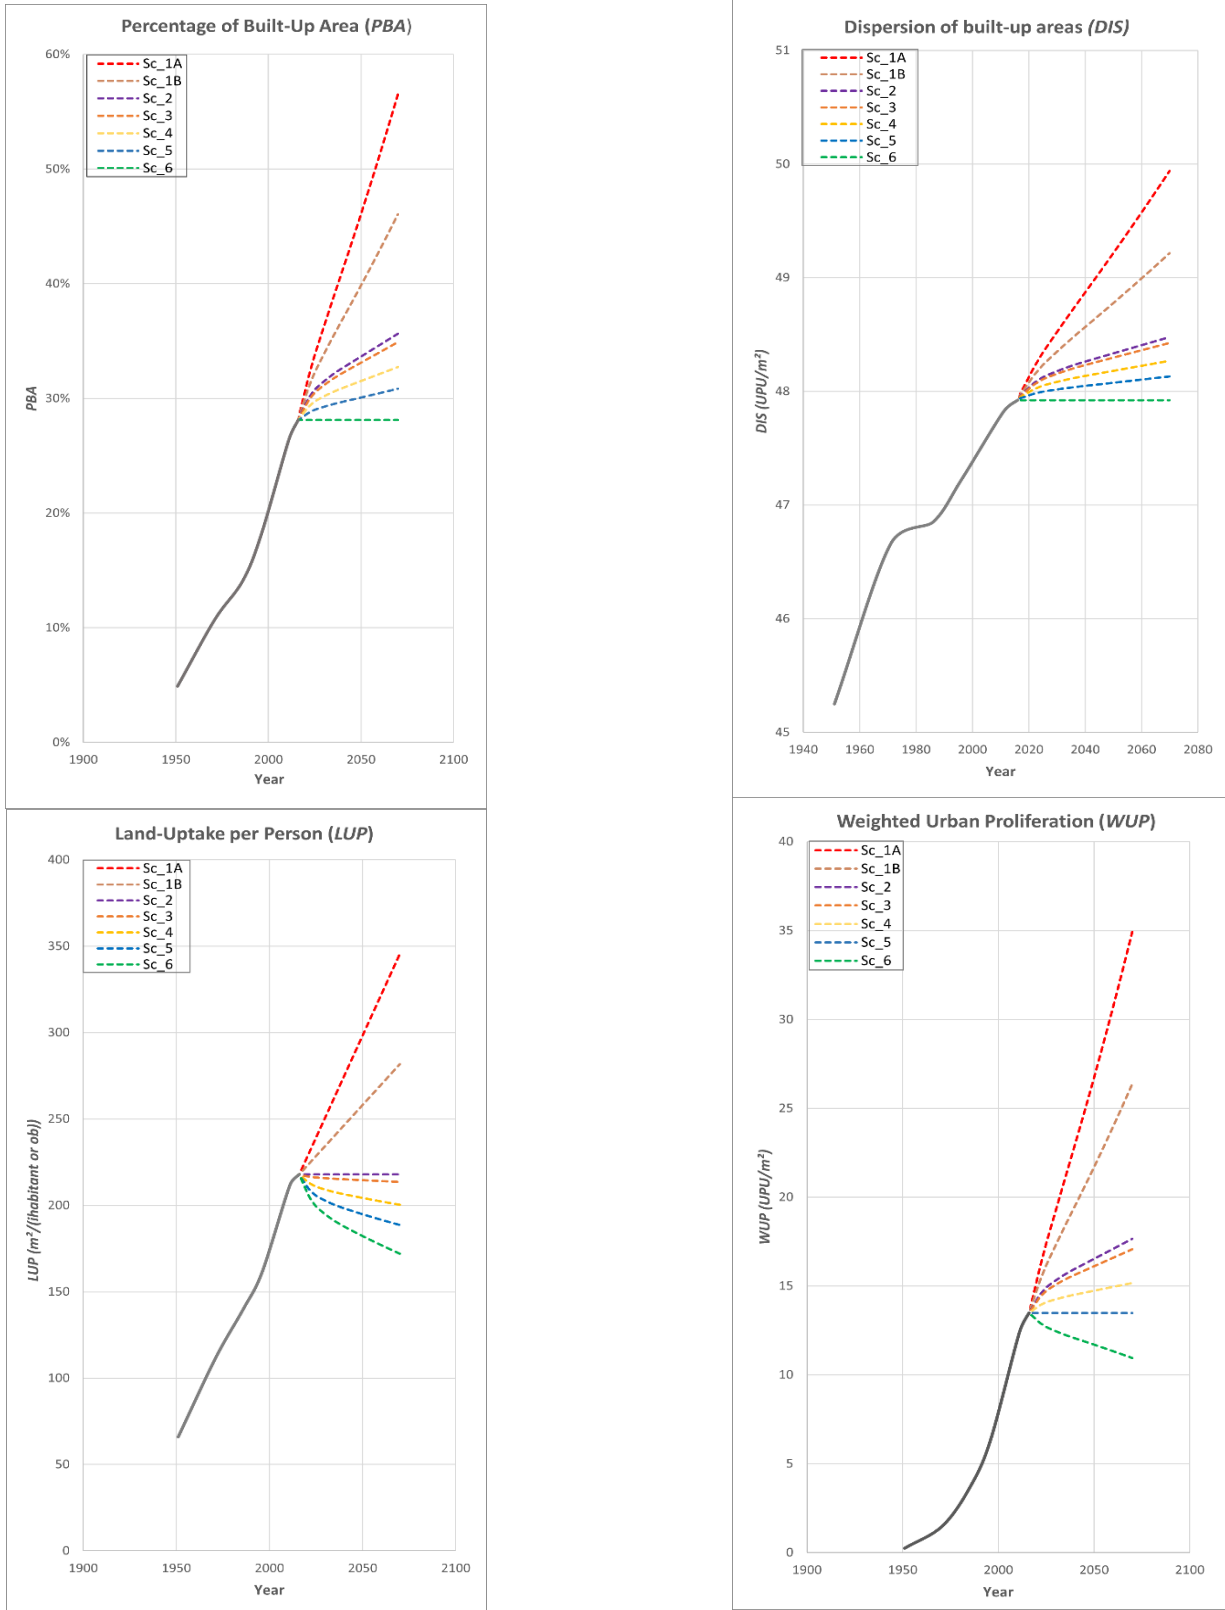 Percentage of Built-Up Area (PBA)
60%
50%
40%
30%
20%
10%
0%
PBA
Sc_1A
Sc_1B
Sc_2
Sc_3
Sc_4
Sc_5
Sc_6
1900
1950
2000
2050
2100
Year
Dispersion of built-up areas (DIS)
51
50
49
48
47
46
45
DIS (UPU/m²)
Sc_1A
Sc_1B
Sc_2
Sc_3
Sc_4
Sc_5
Sc_6
1940
1960
1980
2000
2020
2040
2060
2080
Year
Land-Uptake per Person (LUP)
400
350
300
250
200
150
100
50
0
LUP (m²/(ihabitant or ob))
Sc_1A
Sc_1B
Sc_2
Sc_3
Sc_4
Sc_5
Sc_6
1900
1950
2000
2050
2100
Year
Weighted Urban Proliferation (WUP)
40
35
30
25
20
15
10
5
0
WUP (UPU/m²)
Sc_1A
Sc_1B
Sc_2
Sc_3
Sc_4
Sc_5
Sc_6
1900
1950
2000
2050
2100
Year